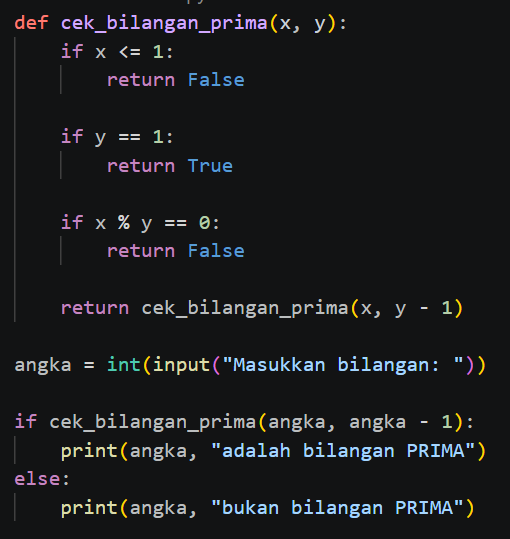 def cek_bilangan_prima(x, y):
    if x <= 1:
        return False

    if y == 1:
        return True

    if x % y == 0:
        return False

    return cek_bilangan_prima(x, y - 1)

angka = int(input("Masukkan bilangan: "))

if cek_bilangan_prima(angka, angka - 1):
    print(angka, "adalah bilangan PRIMA")
else:
    print(angka, "bukan bilangan PRIMA")